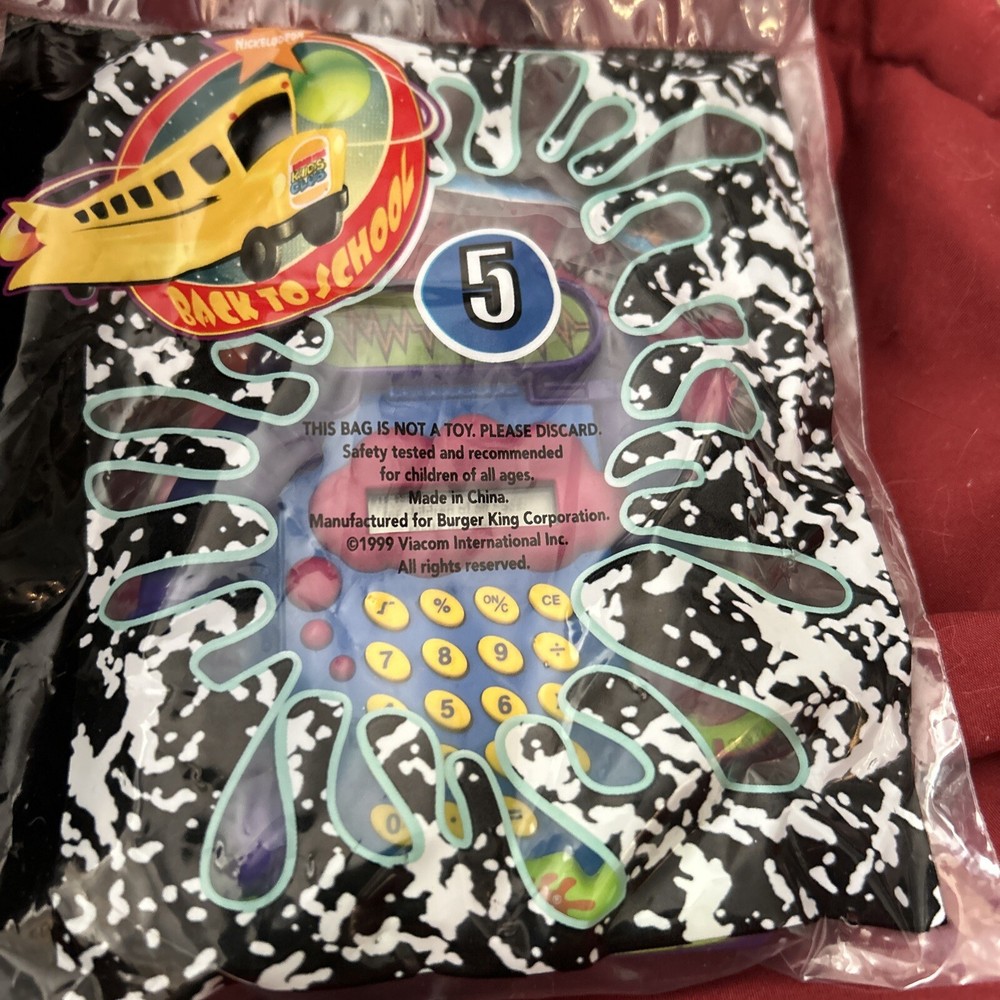 NICKELODEON
KIDS
CLUB
BACK TO SCHOOL
5
THIS BAG IS NOT A TOY. PLEASE DISCARD.
Safety tested and recommended
for children of all ages.
Made in China.
Manufactured for Burger King Corporation.
©1999 Viacom International Inc.
All rights reserved.
√ % ON/C CE
7 8 9 ÷
5 6
0 . =